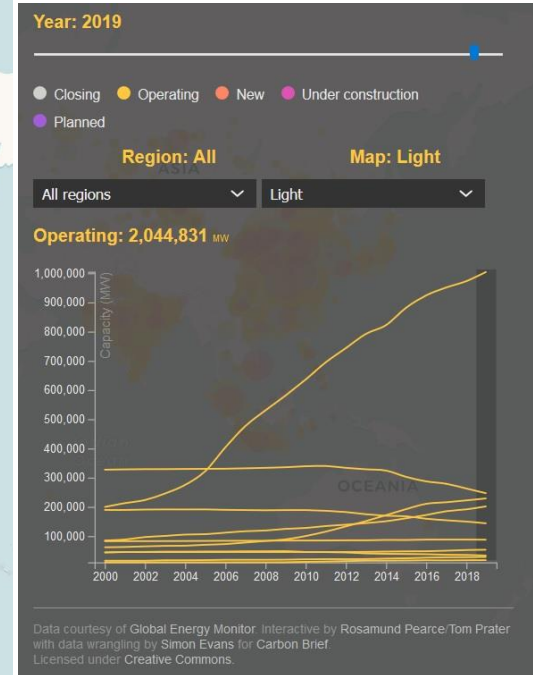 Year: 2019
Closing Operating New Under construction
Planned
Region: All Map: Light
ASIA
All regions Light
Operating: 2,044,831 MW
Capacity (MW)
1,000,000
900,000
800,000
700,000
600,000
500,000
400,000
300,000
OCEANIA
200,000
100,000
2000 2002 2004 2006 2008 2010 2012 2014 2016 2018
Data courtesy of Global Energy Monitor. Interactive by Rosamund Pearce/Tom Prater
with data wrangling by Simon Evans for Carbon Brief.
Licensed under Creative Commons.